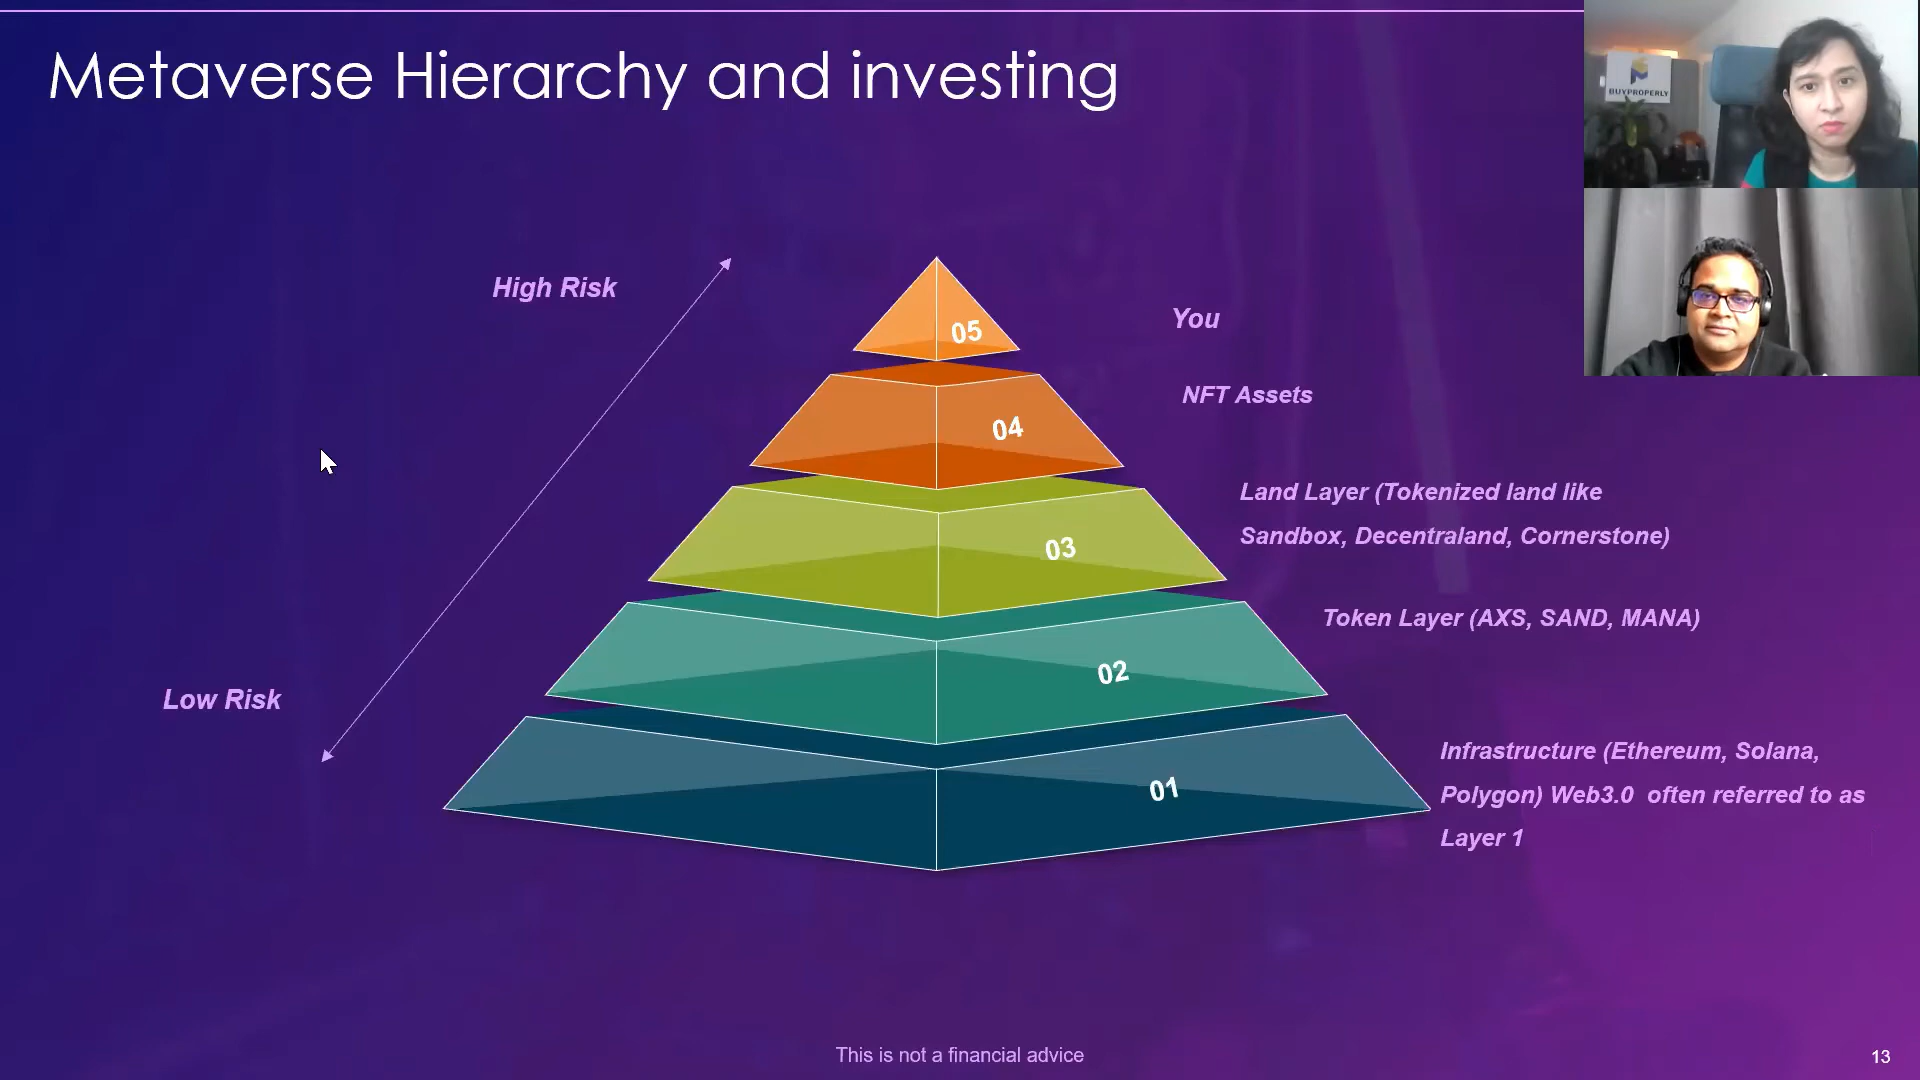 Metaverse Hierarchy and investing
BUYPROPERLY
High Risk
05
You
04
NFT Assets
03
Land Layer (Tokenized land like
Sandbox, Decentraland, Cornerstone)
02
Token Layer (AXS, SAND, MANA)
Low Risk
01
Infrastructure (Ethereum, Solana,
Polygon) Web3.0 often referred to as
Layer 1
This is not a financial advice
13